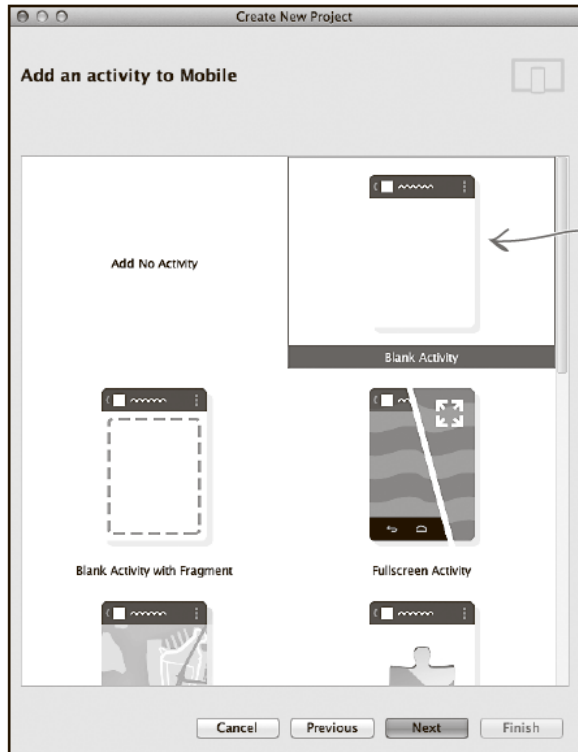 Create New Project
Add an activity to Mobile
Add No Activity
Blank Activity
Blank Activity with Fragment
Fullscreen Activity
Cancel
Previous
Next
Finish